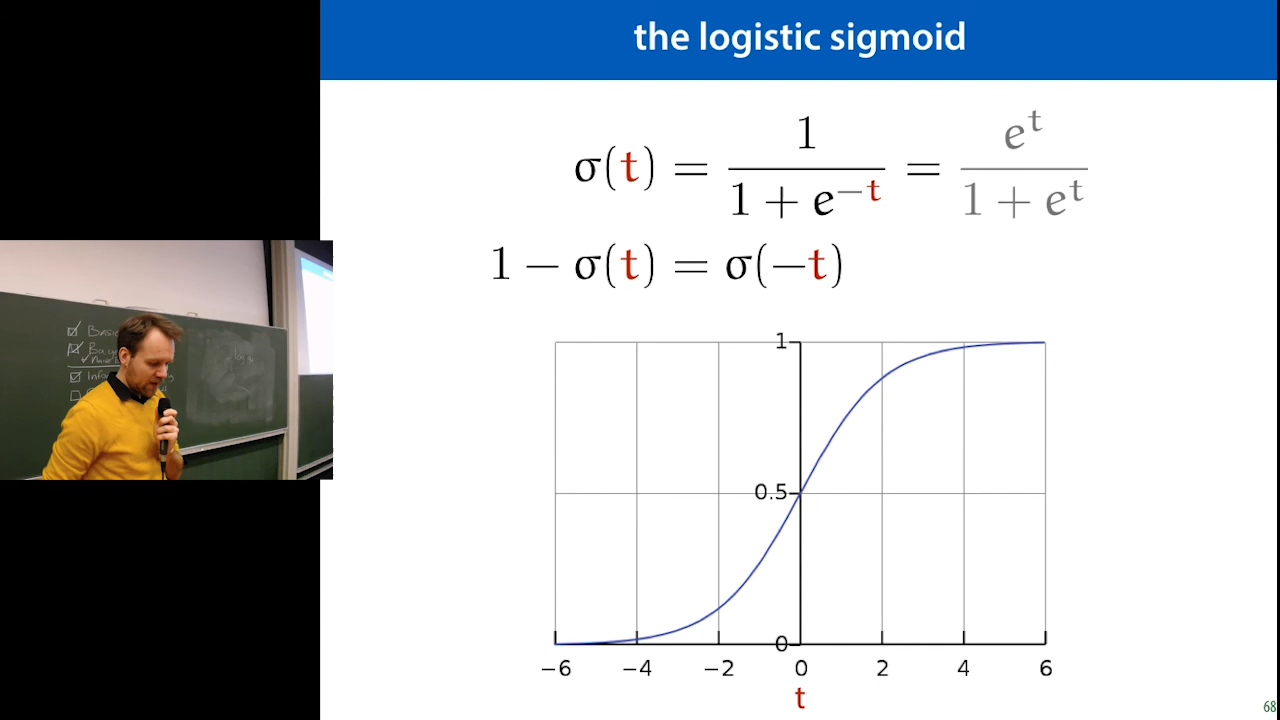 the logistic sigmoid
σ(t) = 1 / (1 + e^−t) = e^t / (1 + e^t)
1 − σ(t) = σ(−t)
1
0.5
0
−6 −4 −2 0 2 4 6
t
68